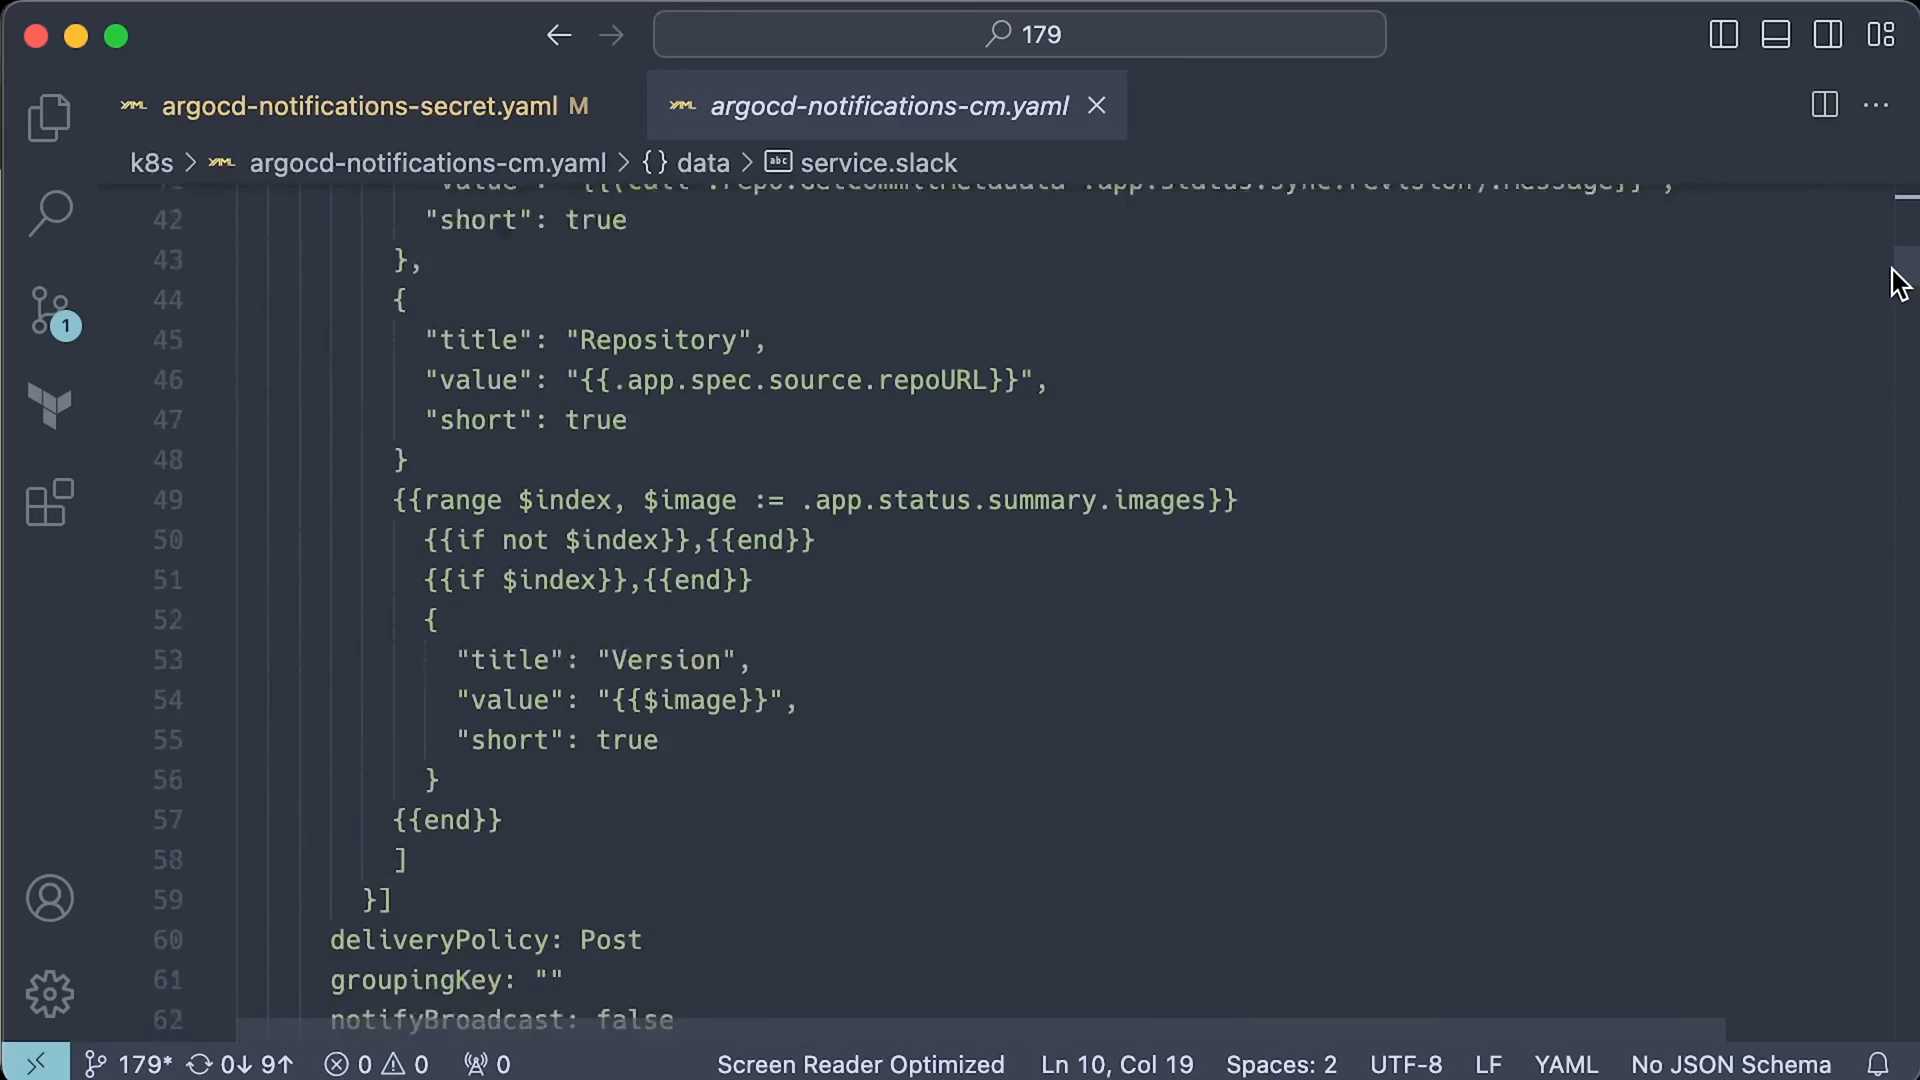 179
argocd-notifications-secret.yaml M
argocd-notifications-cm.yaml
k8s > argocd-notifications-cm.yaml > {} data > abc service.slack
42 "short": true
43 },
44 {
45 "title": "Repository",
46 "value": "{{.app.spec.source.repoURL}}",
47 "short": true
48 }
49 {{range $index, $image := .app.status.summary.images}}
50 {{if not $index}},{{end}}
51 {{if $index}},{{end}}
52 {
53 "title": "Version",
54 "value": "{{$image}}",
55 "short": true
56 }
57 {{end}}
58 ]
59 }]
60 deliveryPolicy: Post
61 groupingKey: ""
62 notifyBroadcast: false
1
179* 0↓ 9↑ 0 0 0 Screen Reader Optimized Ln 10, Col 19 Spaces: 2 UTF-8 LF YAML No JSON Schema